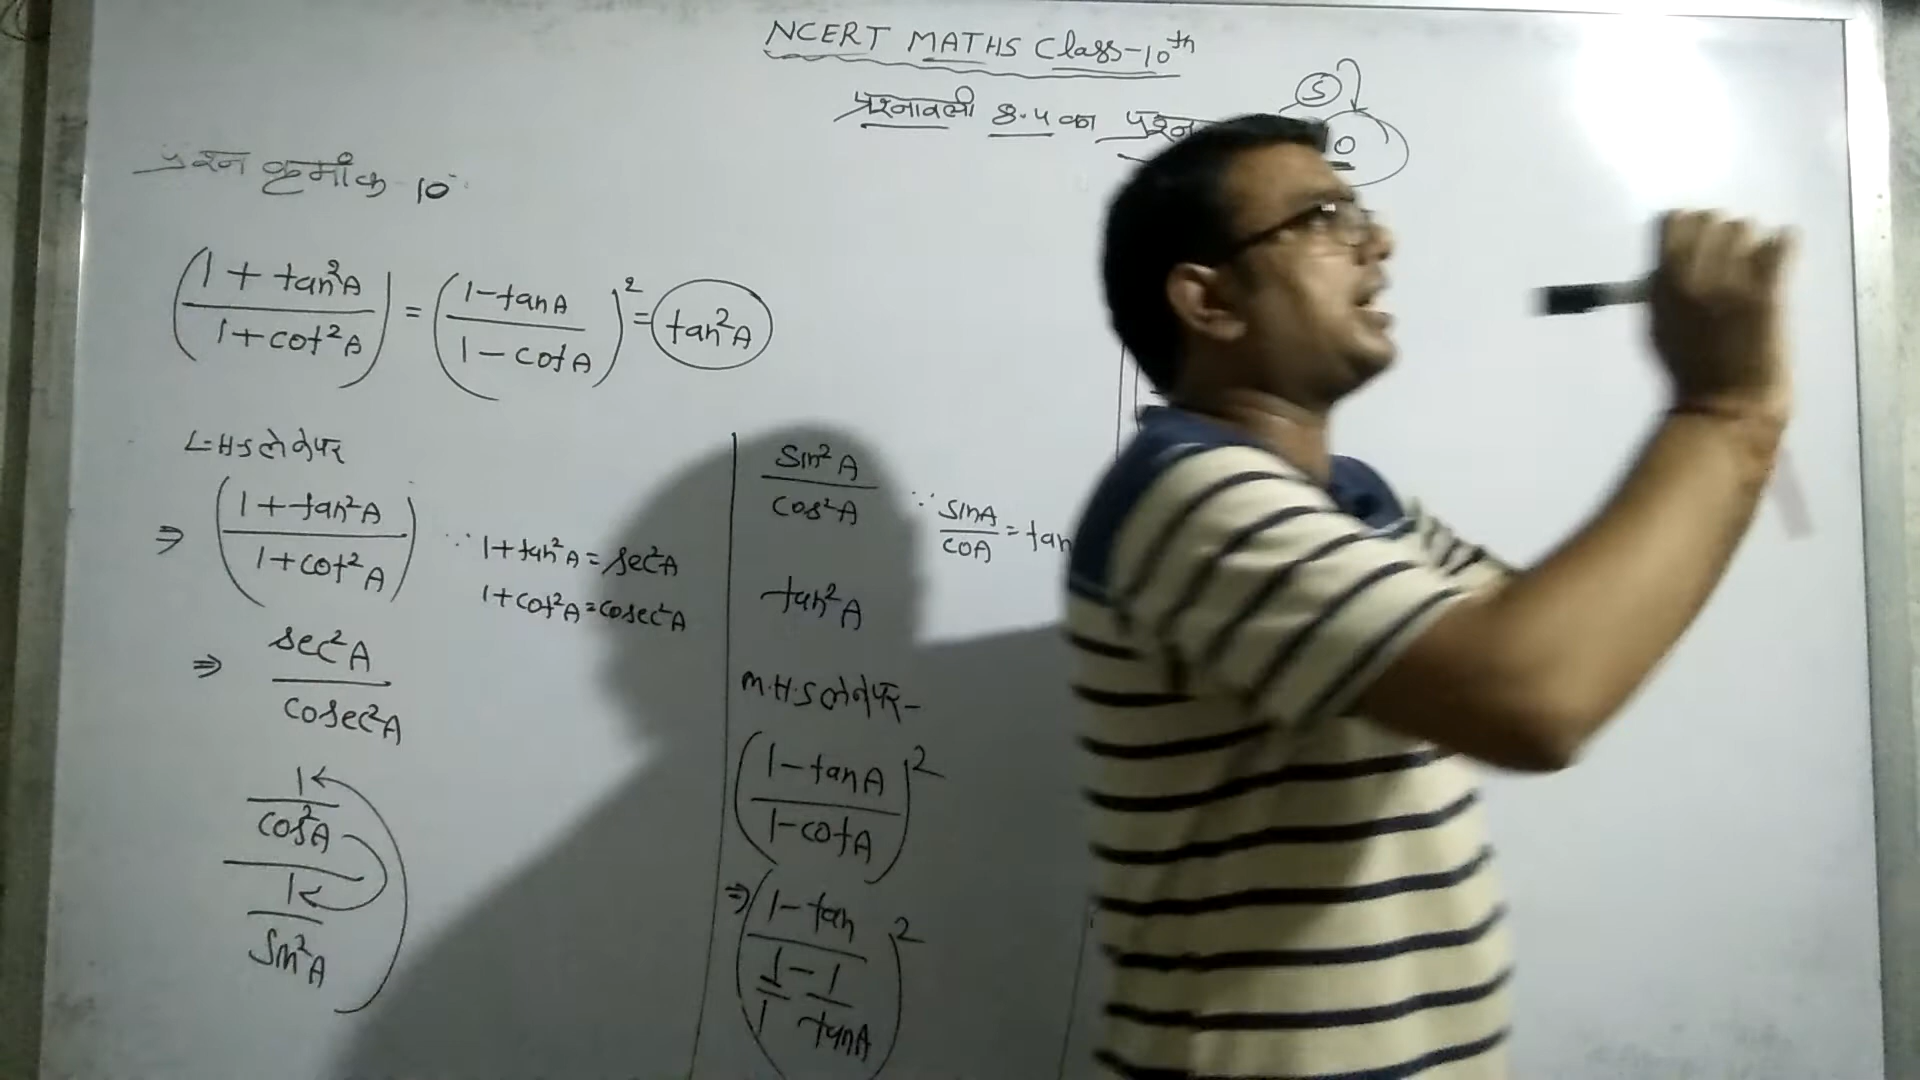 NCERT MATHS Class-10th
प्रश्नावली 8.4 का प्रश्न
5
0
प्रश्न क्रमांक 10
(1 + tan²A / 1 + cot²A) = (1 - tanA / 1 - cotA)² = tan²A
L-H-S लेने पर
⇒ (1 + tan²A / 1 + cot²A) ∵ 1 + tan²A = sec²A
1 + cot²A = cosec²A
⇒ sec²A / cosec²A
1 / cos²A
1 / sin²A
sin²A / cos²A ∵ sinA / coA = tan
tan²A
M.H.S लेने पर -
(1 - tanA / 1 - cotA)²
⇒ (1 - tan / 1/1 - 1/tanA)²